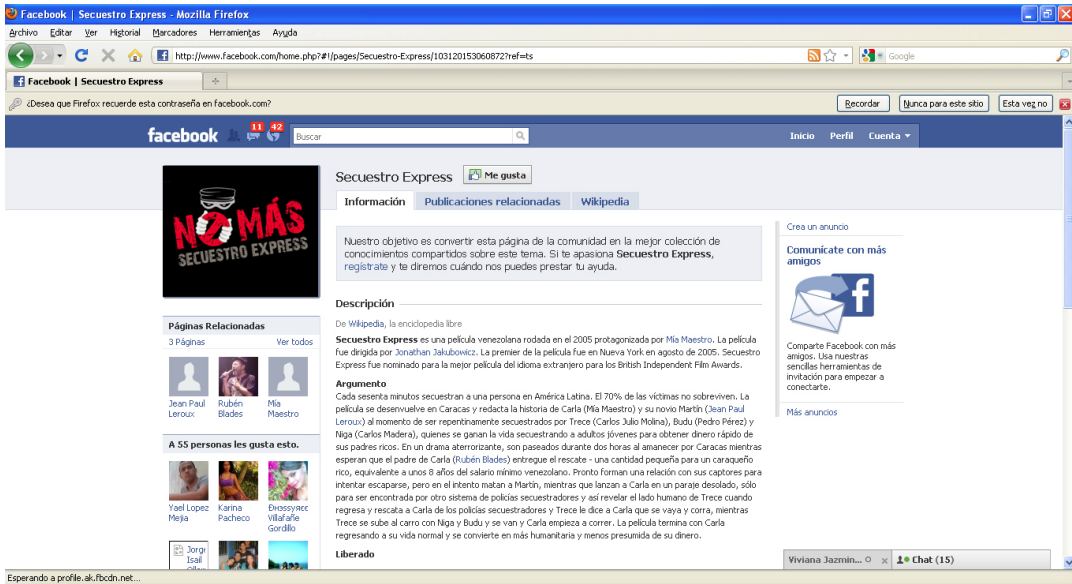 Facebook | Secuestro Express - Mozilla Firefox
Archivo Editar Ver Historial Marcadores Herramientas Ayuda
http://www.facebook.com/home.php?#!/pages/Secuestro-Express/103120153060872?ref=ts
Google
Facebook | Secuestro Express
¿Desea que Firefox recuerde esta contraseña en facebook.com?
Recordar
Nunca para este sitio
Esta vez no
facebook
11
42
Buscar
Inicio Perfil Cuenta
NO MÁS
SECUESTRO EXPRESS
Secuestro Express
Me gusta
Información
Publicaciones relacionadas
Wikipedia
Nuestro objetivo es convertir esta página de la comunidad en la mejor colección de
conocimientos compartidos sobre este tema. Si te apasiona Secuestro Express,
regístrate y te diremos cuándo nos puedes prestar tu ayuda.
Descripción
De Wikipedia, la enciclopedia libre
Secuestro Express es una película venezolana rodada en el 2005 protagonizada por Mía Maestro. La película
fue dirigida por Jonathan Jakubowicz. La premier de la película fue en Nueva York en agosto de 2005. Secuestro
Express fue nominado para la mejor película del idioma extranjero para los British Independent Film Awards.
Argumento
Cada sesenta minutos secuestran a una persona en América Latina. El 70% de las víctimas no sobreviven. La
película se desenvuelve en Caracas y redacta la historia de Carla (Mía Maestro) y su novio Martín (Jean Paul
Leroux) al momento de ser repentinamente secuestrados por Trece (Carlos Julio Molina), Budu (Pedro Pérez) y
Niga (Carlos Madera), quienes se ganan la vida secuestrando a adultos jóvenes para obtener dinero rápido de
sus padres ricos. En un drama aterrorizante, son paseados durante dos horas al amanecer por Caracas mientras
esperan que el padre de Carla (Rubén Blades) entregue el rescate - una cantidad pequeña para un caraqueño
rico, equivalente a unos 8 años del salario mínimo venezolano. Pronto forman una relación con sus captores para
intentar escaparse, pero en el intento matan a Martín, mientras que lanzan a Carla en un paraje desolado, sólo
para ser encontrada por otro sistema de policías secuestradores y así revelar el lado humano de Trece cuando
regresa y rescata a Carla de los policías secuestradores y Trece le dice a Carla que se vaya y corra, mientras
Trece se sube al carro con Niga y Budu y se van y Carla empieza a correr. La película termina con Carla
regresando a su vida normal y se convierte en más humanitaria y menos presumida de su dinero.
Liberado
Páginas Relacionadas
3 Páginas
Ver todos
Jean Paul
Leroux
Rubén
Blades
Mía
Maestro
A 55 personas les gusta esto.
Yael Lopez
Mejia
Karina
Pacheco
Villafañe
Gordillo
Jorge
Isail
Crea un anuncio
Comunícate con más
amigos
Comparte Facebook con más
amigos. Usa nuestras
sencillas herramientas de
invitación para empezar a
conectarte.
Más anuncios
Viviana Jazmin...
Chat (15)
Esperando a profile.ak.fbcdn.net...